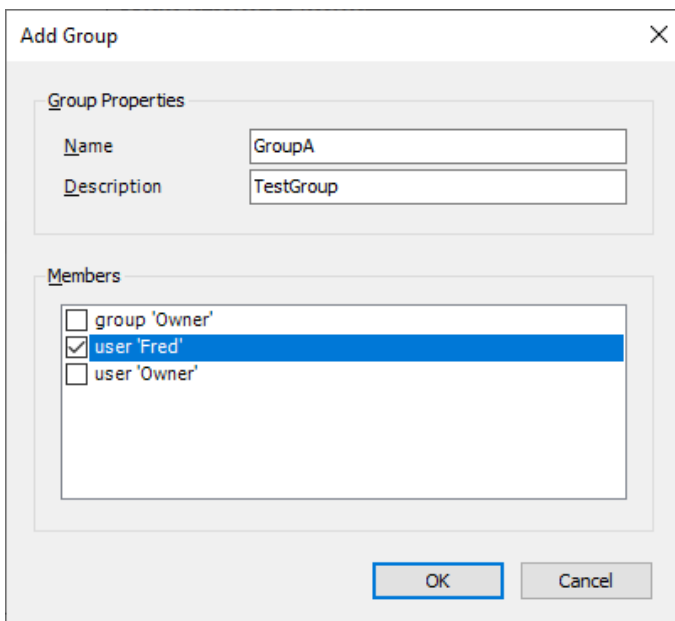 Add Group
Group Properties
Name
GroupA
Description
TestGroup
Members
group 'Owner'
user 'Fred'
user 'Owner'
OK
Cancel